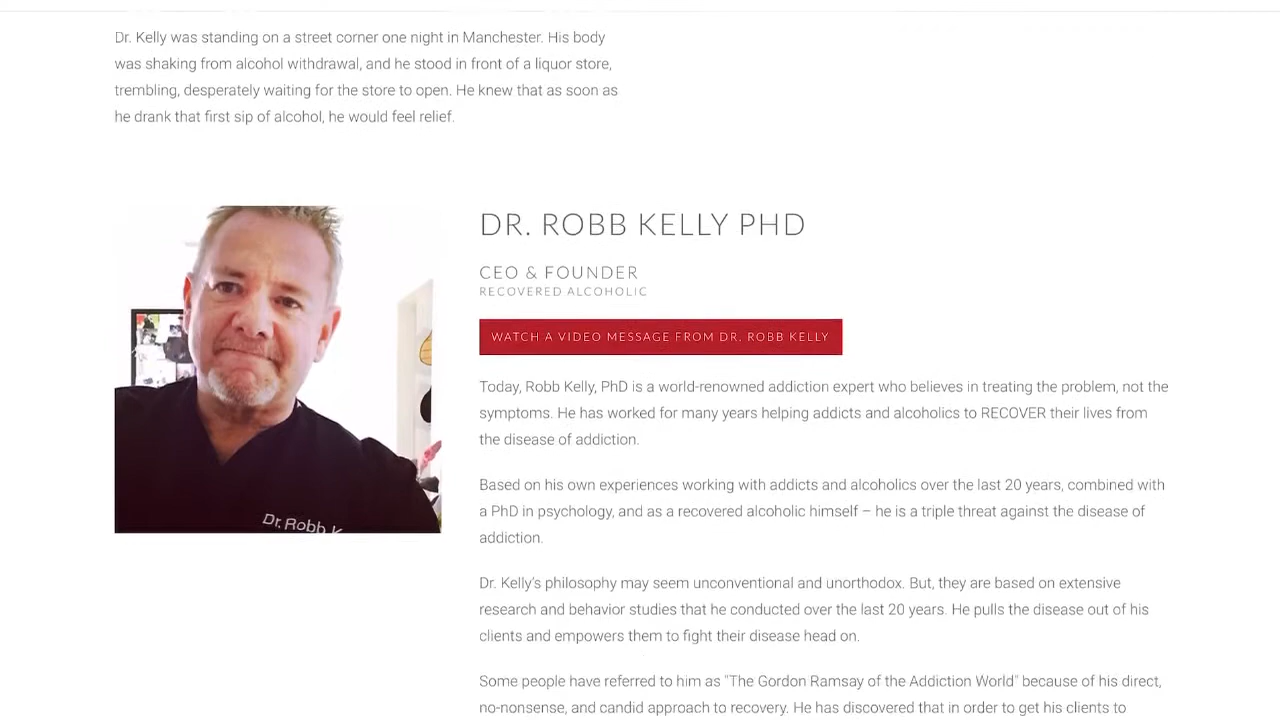 Dr. Kelly was standing on a street corner one night in Manchester. His body
was shaking from alcohol withdrawal, and he stood in front of a liquor store,
trembling, desperately waiting for the store to open. He knew that as soon as
he drank that first sip of alcohol, he would feel relief.
DR. ROBB KELLY PHD
CEO & FOUNDER
RECOVERED ALCOHOLIC
WATCH A VIDEO MESSAGE FROM DR. ROBB KELLY
Today, Robb Kelly, PhD is a world-renowned addiction expert who believes in treating the problem, not the
symptoms. He has worked for many years helping addicts and alcoholics to RECOVER their lives from
the disease of addiction.
Based on his own experiences working with addicts and alcoholics over the last 20 years, combined with
a PhD in psychology, and as a recovered alcoholic himself – he is a triple threat against the disease of
addiction.
Dr. Kelly's philosophy may seem unconventional and unorthodox. But, they are based on extensive
research and behavior studies that he conducted over the last 20 years. He pulls the disease out of his
clients and empowers them to fight their disease head on.
Some people have referred to him as "The Gordon Ramsay of the Addiction World" because of his direct,
no-nonsense, and candid approach to recovery. He has discovered that in order to get his clients to
Dr. Robb K